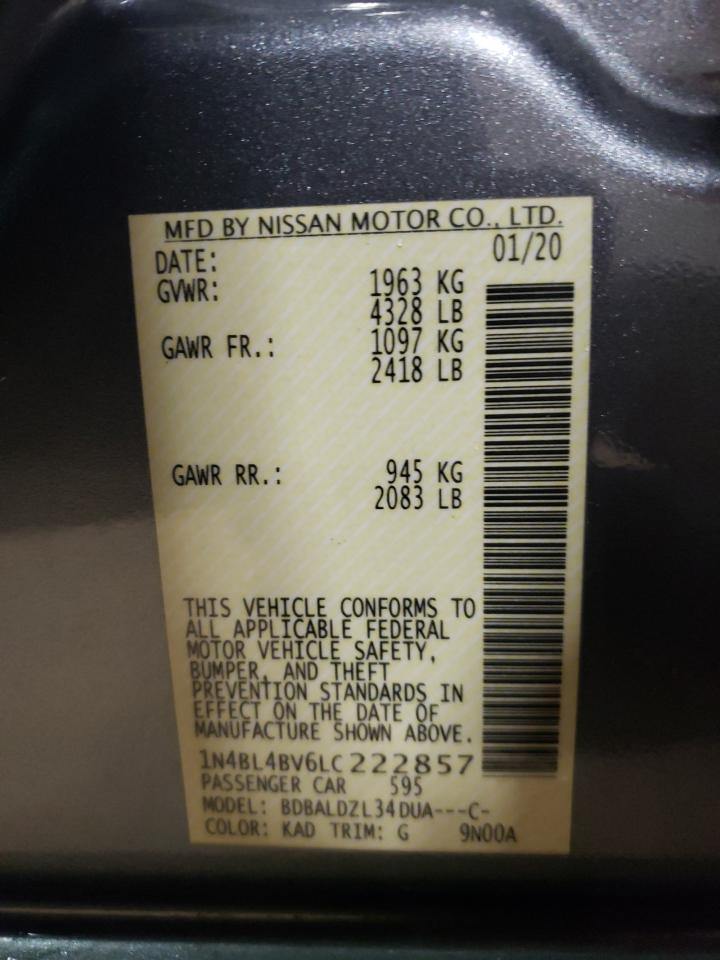 MFD BY NISSAN MOTOR CO., LTD.
DATE: 01/20
GVWR: 1963 KG
4328 LB
GAWR FR.: 1097 KG
2418 LB
GAWR RR.: 945 KG
2083 LB
THIS VEHICLE CONFORMS TO
ALL APPLICABLE FEDERAL
MOTOR VEHICLE SAFETY,
BUMPER, AND THEFT
PREVENTION STANDARDS IN
EFFECT ON THE DATE OF
MANUFACTURE SHOWN ABOVE.
1N4BL4BV6LC222857
PASSENGER CAR 595
MODEL: BDBALDZL34DUA---C-
COLOR: KAD TRIM: G 9N00A